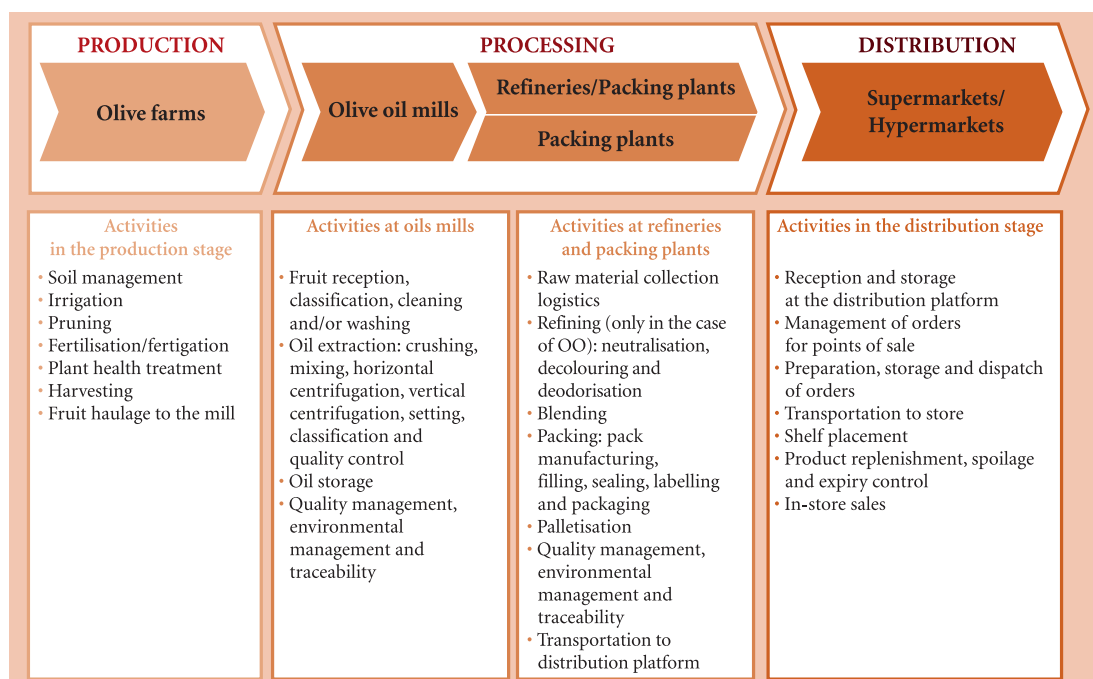 PRODUCTION
PROCESSING
DISTRIBUTION
Olive farms
Olive oil mills
Refineries/Packing plants
Packing plants
Supermarkets/
Hypermarkets
Activities
in the production stage
• Soil management
• Irrigation
• Pruning
• Fertilisation/fertigation
• Plant health treatment
• Harvesting
• Fruit haulage to the mill
Activities at oils mills
• Fruit reception,
classification, cleaning
and/or washing
• Oil extraction: crushing,
mixing, horizontal
centrifugation, vertical
centrifugation, setting,
classification and
quality control
• Oil storage
• Quality management,
environmental
management and
traceability
Activities at refineries
and packing plants
• Raw material collection
logistics
• Refining (only in the case
of OO): neutralisation,
decolouring and
deodorisation
• Blending
• Packing: pack
manufacturing,
filling, sealing, labelling
and packaging
• Palletisation
• Quality management,
environmental
management and
traceability
• Transportation to
distribution platform
Activities in the distribution stage
• Reception and storage
at the distribution platform
• Management of orders
for points of sale
• Preparation, storage and dispatch
of orders
• Transportation to store
• Shelf placement
• Product replenishment, spoilage
and expiry control
• In-store sales